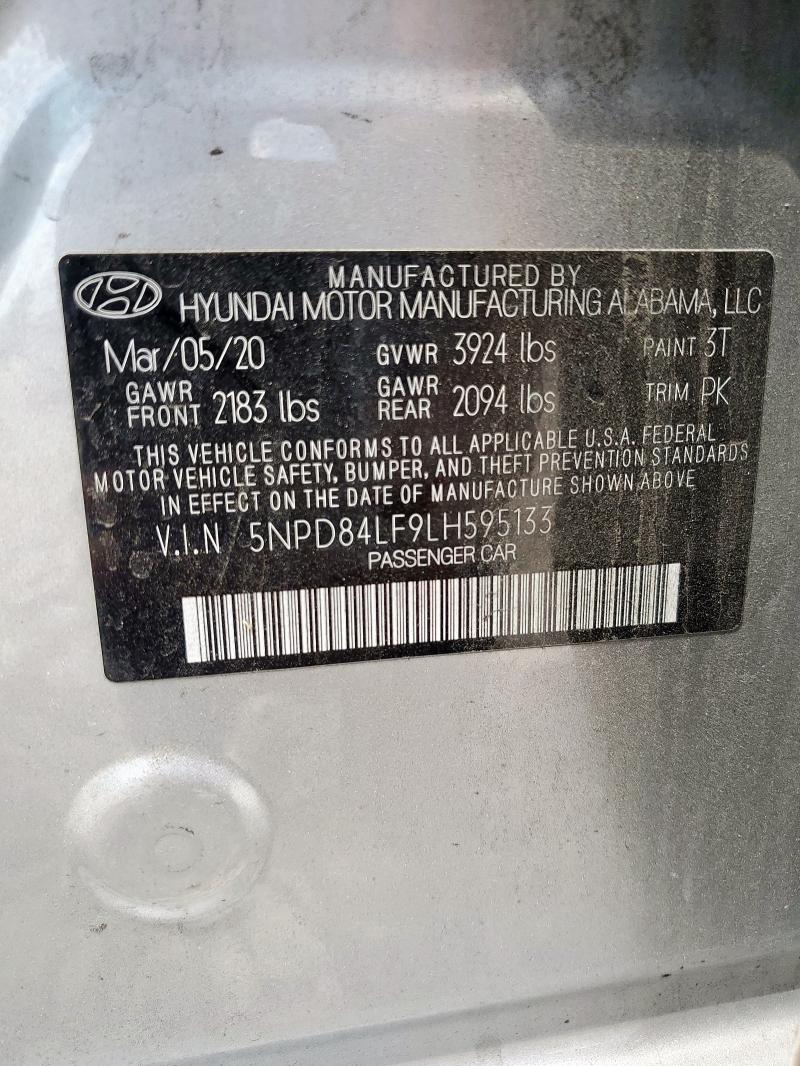 MANUFACTURED BY
HYUNDAI MOTOR MANUFACTURING ALABAMA, LLC
Mar/05/20 GVWR 3924 lbs PAINT 3T
GAWR FRONT 2183 lbs GAWR REAR 2094 lbs TRIM PK
THIS VEHICLE CONFORMS TO ALL APPLICABLE U.S.A. FEDERAL
MOTOR VEHICLE SAFETY, BUMPER, AND THEFT PREVENTION STANDARDS
IN EFFECT ON THE DATE OF MANUFACTURE SHOWN ABOVE
V.I.N 5NPD84LF9LH595133
PASSENGER CAR